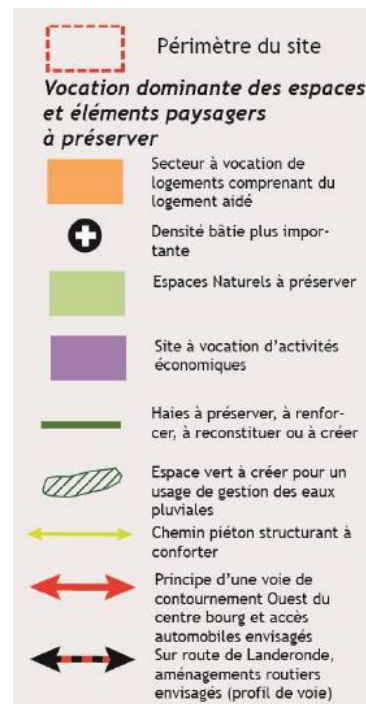 Périmètre du site
Vocation dominante des espaces
et éléments paysagers
à préserver
Secteur à vocation de
logements comprenant du
logement aidé
Densité bâtie plus impor-
tante
Espaces Naturels à préserver
Site à vocation d'activités
économiques
Haies à préserver, à renfor-
cer, à reconstituer ou à créer
Espace vert à créer pour un
usage de gestion des eaux
pluviales
Chemin piéton structurant à
conforter
Principe d'une voie de
contournement Ouest du
centre bourg et accès
automobiles envisagés
Sur route de Landeronde,
aménagements routiers
envisagés (profil de voie)